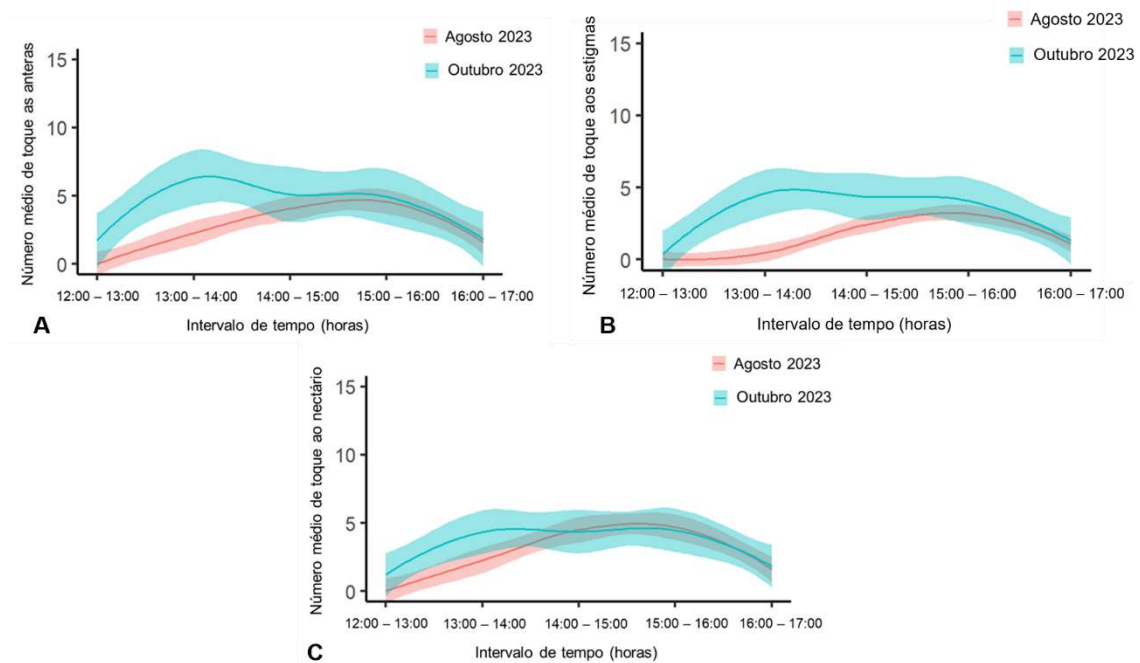 Número médio de toque as anteras
15
10
5
0
Agosto 2023
Outubro 2023
12:00 – 13:00
13:00 – 14:00
14:00 – 15:00
15:00 – 16:00
16:00 – 17:00
Intervalo de tempo (horas)
A
Número médio de toque aos estigmas
15
10
5
0
Agosto 2023
Outubro 2023
12:00 – 13:00
13:00 – 14:00
14:00 – 15:00
15:00 – 16:00
16:00 – 17:00
Intervalo de tempo (horas)
B
Número médio de toque ao nectário
15
10
5
0
Agosto 2023
Outubro 2023
12:00 – 13:00
13:00 – 14:00
14:00 – 15:00
15:00 – 16:00
16:00 – 17:00
Intervalo de tempo (horas)
C